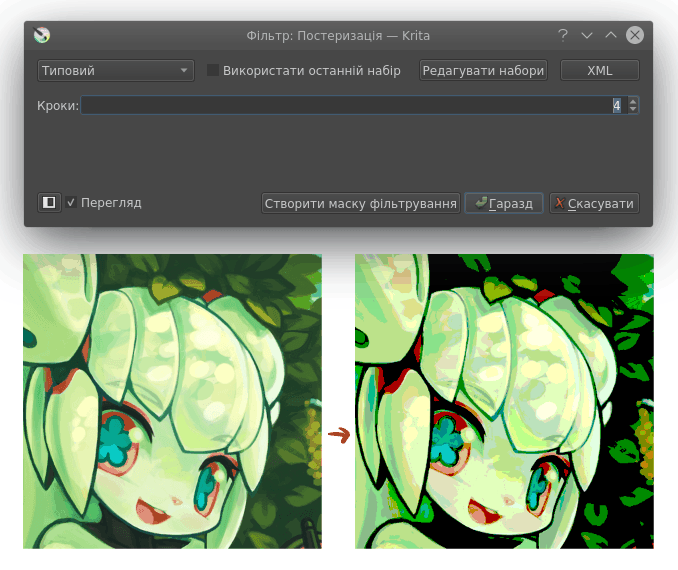 Фільтр: Постеризація — Krita
Типовий
Використати останній набір
Редагувати набори
XML
Кроки:
4
Перегляд
Створити маску фільтрування
Гаразд
Скасувати